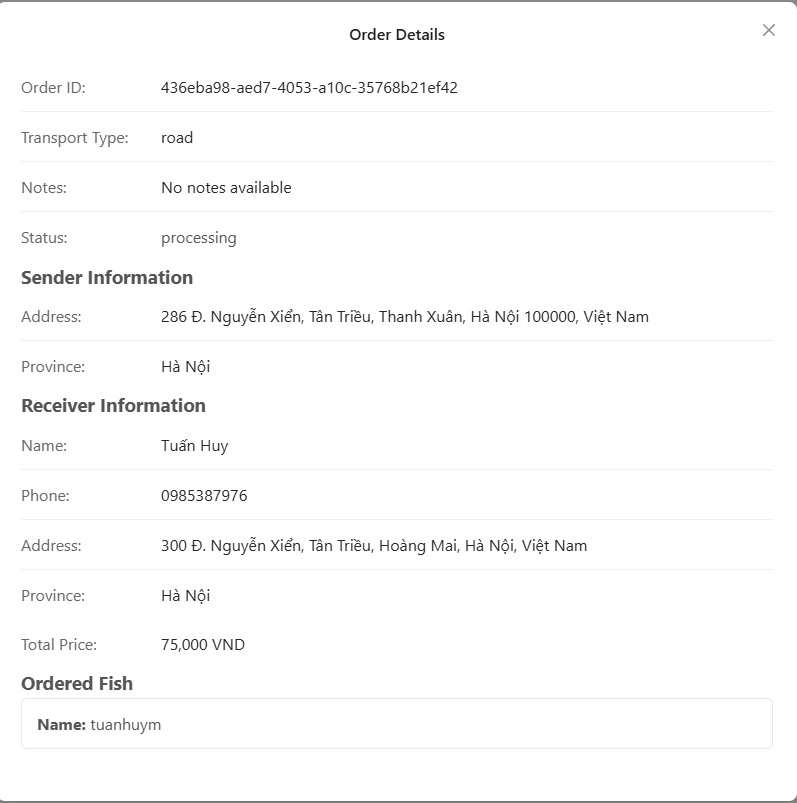 Order Details
Order ID: 436eba98-aed7-4053-a10c-35768b21ef42
Transport Type: road
Notes: No notes available
Status: processing
Sender Information
Address: 286 Đ. Nguyễn Xiển, Tân Triều, Thanh Xuân, Hà Nội 100000, Việt Nam
Province: Hà Nội
Receiver Information
Name: Tuấn Huy
Phone: 0985387976
Address: 300 Đ. Nguyễn Xiển, Tân Triều, Hoàng Mai, Hà Nội, Việt Nam
Province: Hà Nội
Total Price: 75,000 VND
Ordered Fish
Name: tuanhuym